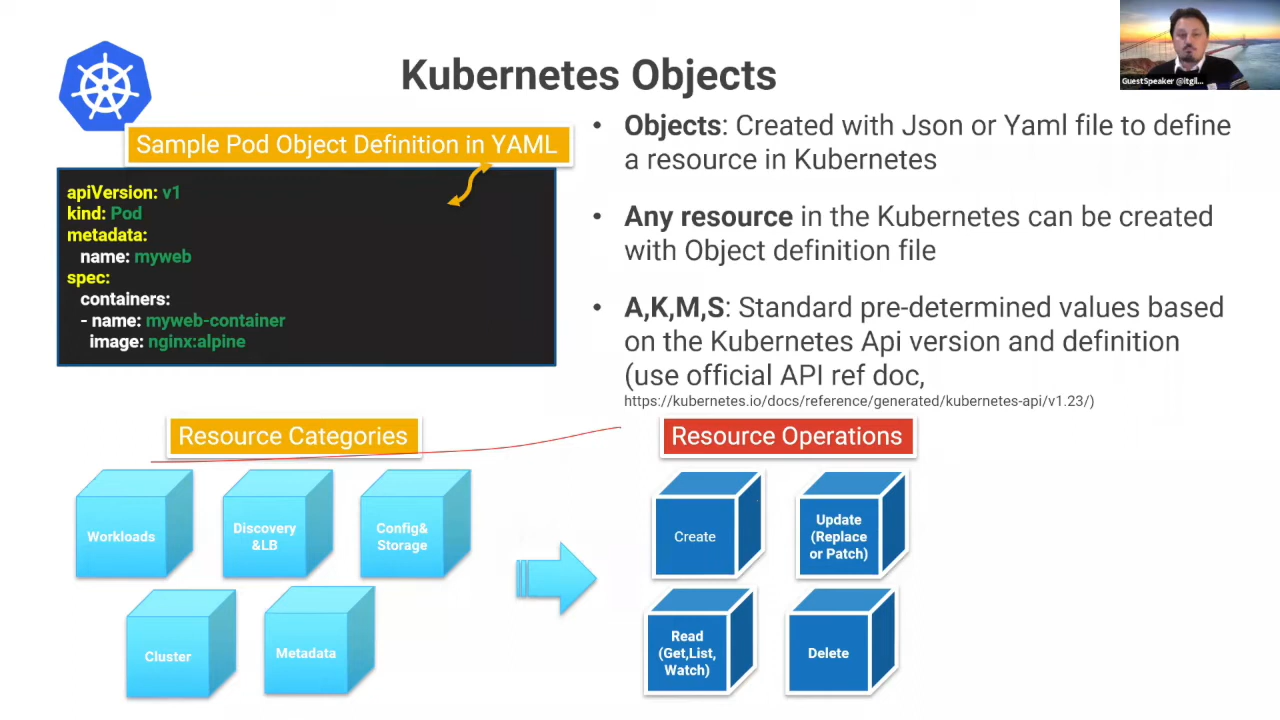 Kubernetes Objects
GuestSpeaker @itgil...
Sample Pod Object Definition in YAML
apiVersion: v1
kind: Pod
metadata:
name: myweb
spec:
containers:
- name: myweb-container
image: nginx:alpine
• Objects: Created with Json or Yaml file to define
a resource in Kubernetes
• Any resource in the Kubernetes can be created
with Object definition file
• A,K,M,S: Standard pre-determined values based
on the Kubernetes Api version and definition
(use official API ref doc,
https://kubernetes.io/docs/reference/generated/kubernetes-api/v1.23/)
Resource Categories
Workloads
Discovery
&LB
Config&
Storage
Cluster
Metadata
Resource Operations
Create
Update
(Replace
or Patch)
Read
(Get,List,
Watch)
Delete